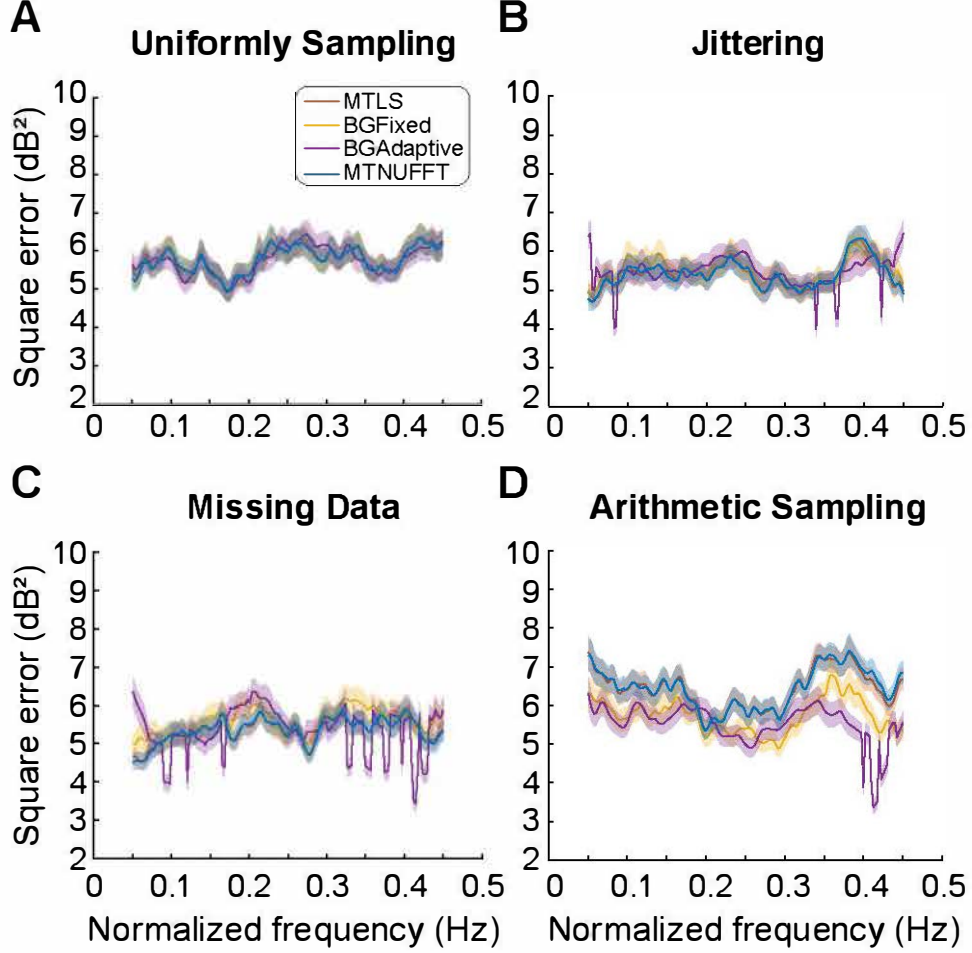 A
Uniformly Sampling
Square error (dB²)
10
9
8
7
6
5
4
3
2
0 0.1 0.2 0.3 0.4 0.5
MTLS
BGFixed
BGAdaptive
MTNUFFT
B
Jittering
10
9
8
7
6
5
4
3
2
0 0.1 0.2 0.3 0.4 0.5
C
Missing Data
Square error (dB²)
10
9
8
7
6
5
4
3
2
0 0.1 0.2 0.3 0.4 0.5
Normalized frequency (Hz)
D
Arithmetic Sampling
10
9
8
7
6
5
4
3
2
0 0.1 0.2 0.3 0.4 0.5
Normalized frequency (Hz)